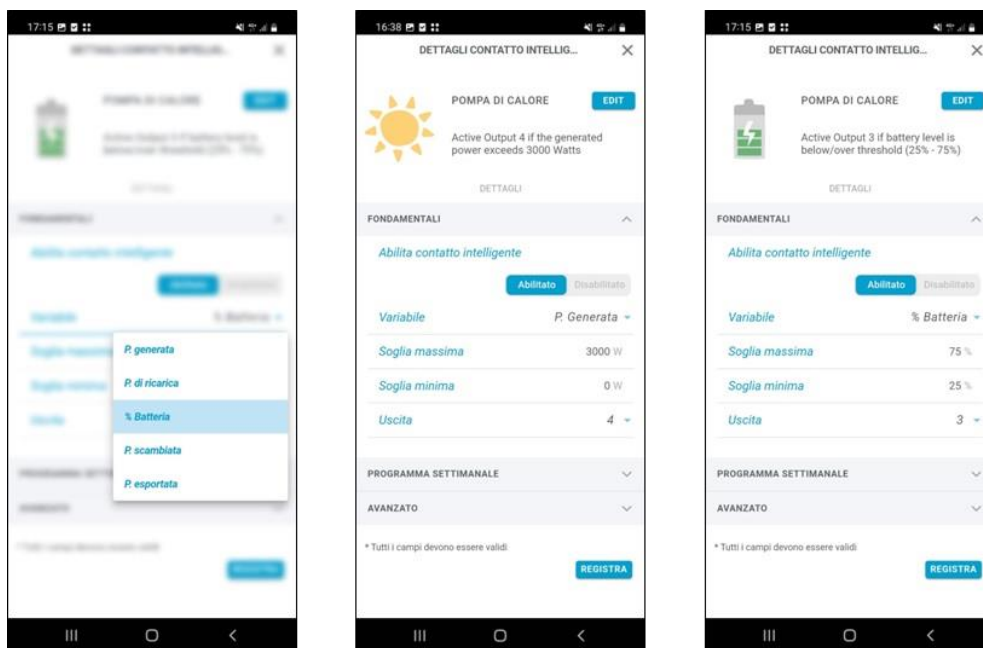 17:15
P. generata
P. di ricarica
% Batteria
P. scambiata
P. esportata
16:38
DETTAGLI CONTATTO INTELLIG...
POMPA DI CALORE
EDIT
Active Output 4 if the generated
power exceeds 3000 Watts
DETTAGLI
FONDAMENTALI
Abilita contatto intelligente
Abilitato Disabilitato
Variabile P. Generata
Soglia massima 3000 W
Soglia minima 0 W
Uscita 4
PROGRAMMA SETTIMANALE
AVANZATO
* Tutti i campi devono essere validi
REGISTRA
17:15
DETTAGLI CONTATTO INTELLIG...
POMPA DI CALORE
EDIT
Active Output 3 if battery level is
below/over threshold (25% - 75%)
DETTAGLI
FONDAMENTALI
Abilita contatto intelligente
Abilitato Disabilitato
Variabile % Batteria
Soglia massima 75 %
Soglia minima 25 %
Uscita 3
PROGRAMMA SETTIMANALE
AVANZATO
* Tutti i campi devono essere validi
REGISTRA